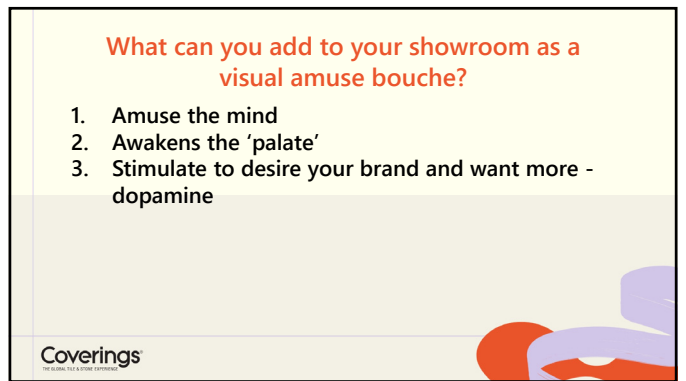 What can you add to your showroom as a
visual amuse bouche?
1. Amuse the mind
2. Awakens the ‘palate’
3. Stimulate to desire your brand and want more -
dopamine
Coverings
THE GLOBAL TILE & STONE EXPERIENCE